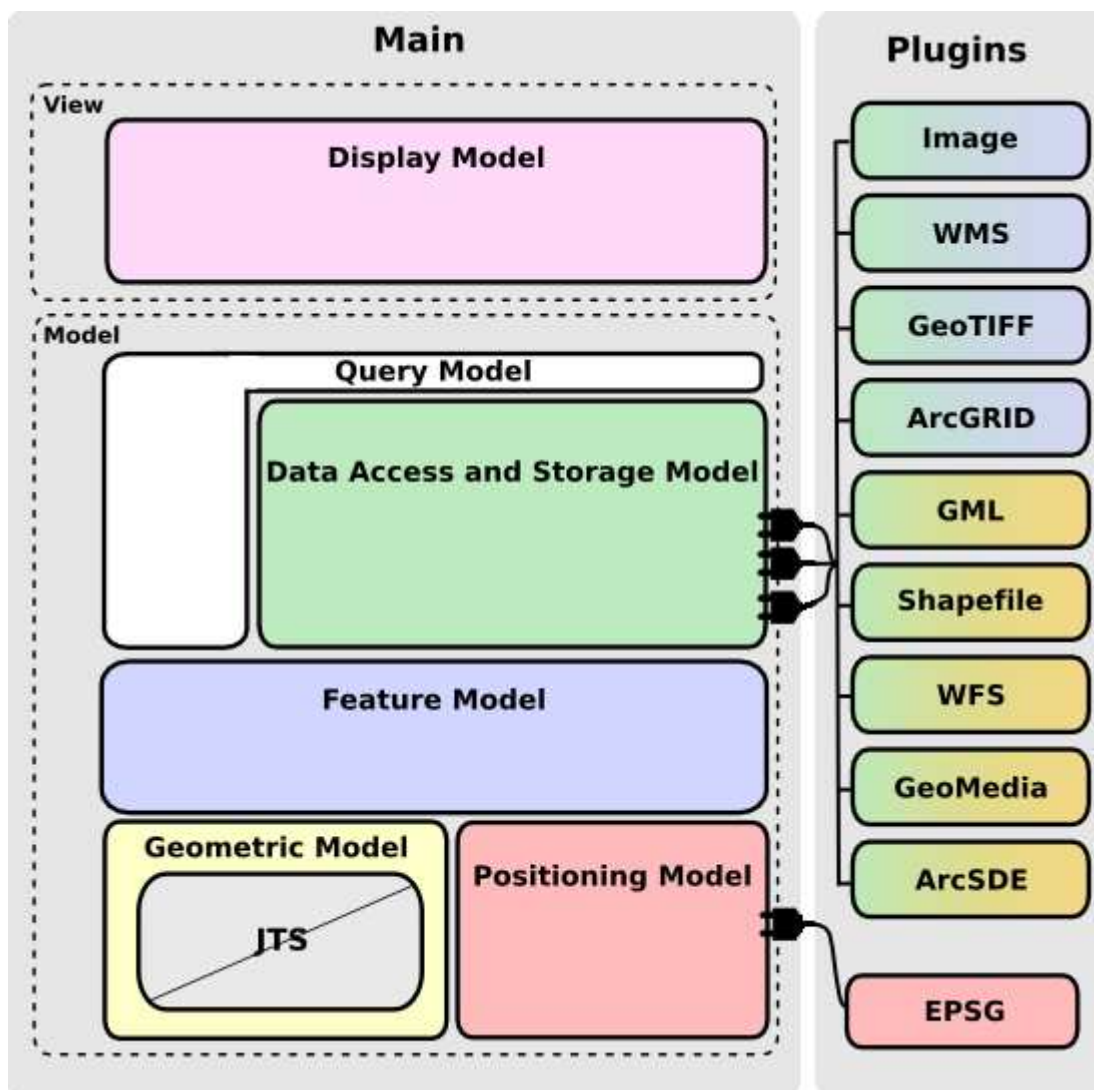 Main
View
Display Model
Model
Query Model
Data Access and Storage Model
Feature Model
Geometric Model
JTS
Positioning Model
Plugins
Image
WMS
GeoTIFF
ArcGRID
GML
Shapefile
WFS
GeoMedia
ArcSDE
EPSG